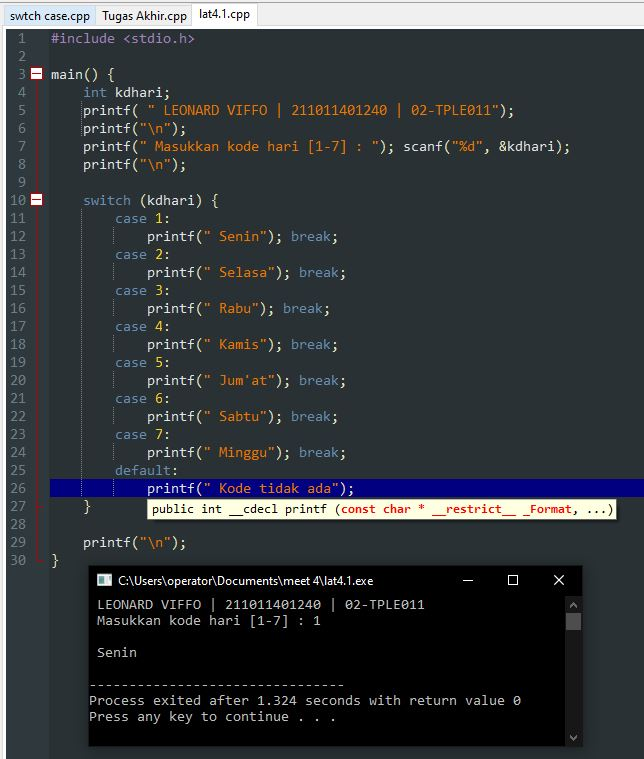 swtch case.cpp Tugas Akhir.cpp lat4.1.cpp
1 #include <stdio.h>
2
3 main() {
4 int kdhari;
5 printf( " LEONARD VIFFO | 211011401240 | 02-TPLE011");
6 printf("\n");
7 printf(" Masukkan kode hari [1-7] : "); scanf("%d", &kdhari);
8 printf("\n");
9
10 switch (kdhari) {
11 case 1:
12 printf(" Senin"); break;
13 case 2:
14 printf(" Selasa"); break;
15 case 3:
16 printf(" Rabu"); break;
17 case 4:
18 printf(" Kamis"); break;
19 case 5:
20 printf(" Jum'at"); break;
21 case 6:
22 printf(" Sabtu"); break;
23 case 7:
24 printf(" Minggu"); break;
25 default:
26 printf(" Kode tidak ada");
27 }
public int __cdecl printf (const char * __restrict__ _Format, ...)
28
29 printf("\n");
30 }
C:\Users\operator\Documents\meet 4\lat4.1.exe
LEONARD VIFFO | 211011401240 | 02-TPLE011
Masukkan kode hari [1-7] : 1
Senin
--------------------------------
Process exited after 1.324 seconds with return value 0
Press any key to continue . . .